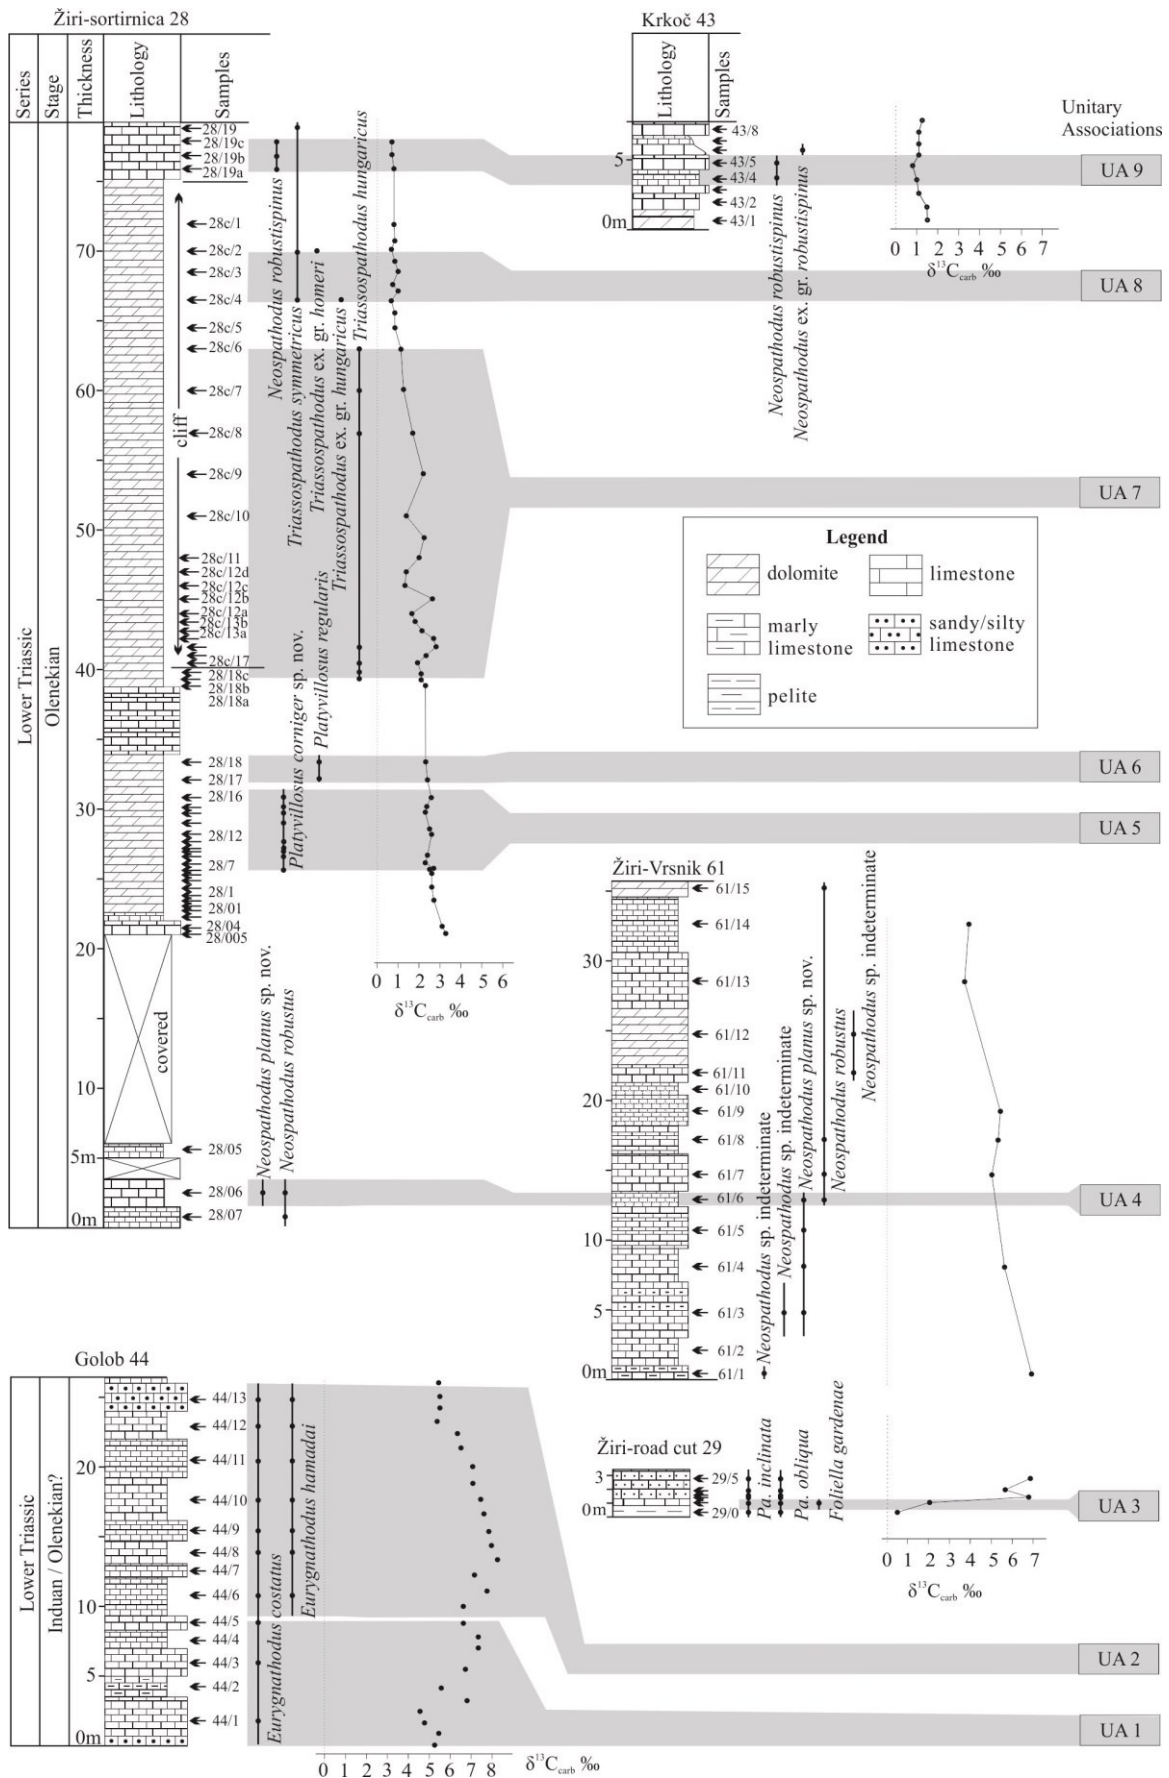 Žiri-sortirnica 28
Series
Stage
Thickness
Lithology
Samples
Lower Triassic
Olenekian
70
60
50
40
30
20
10
5m
0m
cliff
covered
28/19
28/19c
28/19b
28/19a
28c/1
28c/2
28c/3
28c/4
28c/5
28c/6
28c/7
28c/8
28c/9
28c/10
28c/11
28c/12d
28c/12c
28c/12b
28c/12a
28c/13b
28c/13a
28c/17
28/18c
28/18b
28/18a
28/18
28/17
28/16
28/12
28/7
28/1
28/01
28/04
28/005
28/05
28/06
28/07
Neospathodus robustispinus
Triassospathodus symmetricus
Triassospathodus ex. gr. homeri
Triassospathodus ex. gr. hungaricus
Triassospathodus hungaricus
Platyvillosus corniger sp. nov.
Platyvillosus regularis
Neospathodus planus sp. nov.
Neospathodus robustus
0 1 2 3 4 5 6
δ13Ccarb ‰
Krkoč 43
Lithology
Samples
5
0m
43/8
43/5
43/4
43/2
43/1
Neospathodus robustispinus
Neospathodus ex. gr. robustispinus
0 1 2 3 4 5 6 7
δ13Ccarb ‰
Unitary
Associations
UA 9
UA 8
UA 7
UA 6
UA 5
UA 4
UA 3
UA 2
UA 1
Legend
dolomite
limestone
marly
limestone
sandy/silty
limestone
pelite
Žiri-Vrsnik 61
30
20
10
5
0m
61/15
61/14
61/13
61/12
61/11
61/10
61/9
61/8
61/7
61/6
61/5
61/4
61/3
61/2
61/1
Neospathodus sp. indeterminate
Neospathodus sp. indeterminate
Neospathodus planus sp. nov.
Neospathodus robustus
Neospathodus sp. indeterminate
Žiri-road cut 29
3
0m
29/5
29/0
Pa. inclinata
Pa. obliqua
Foliella gardenae
0 1 2 3 4 5 6 7
δ13Ccarb ‰
Golob 44
Lower Triassic
Induan / Olenekian?
20
10
5
0m
44/13
44/12
44/11
44/10
44/9
44/8
44/7
44/6
44/5
44/4
44/3
44/2
44/1
Eurygnathodus costatus
Eurygnathodus hamadai
0 1 2 3 4 5 6 7 8
δ13Ccarb ‰